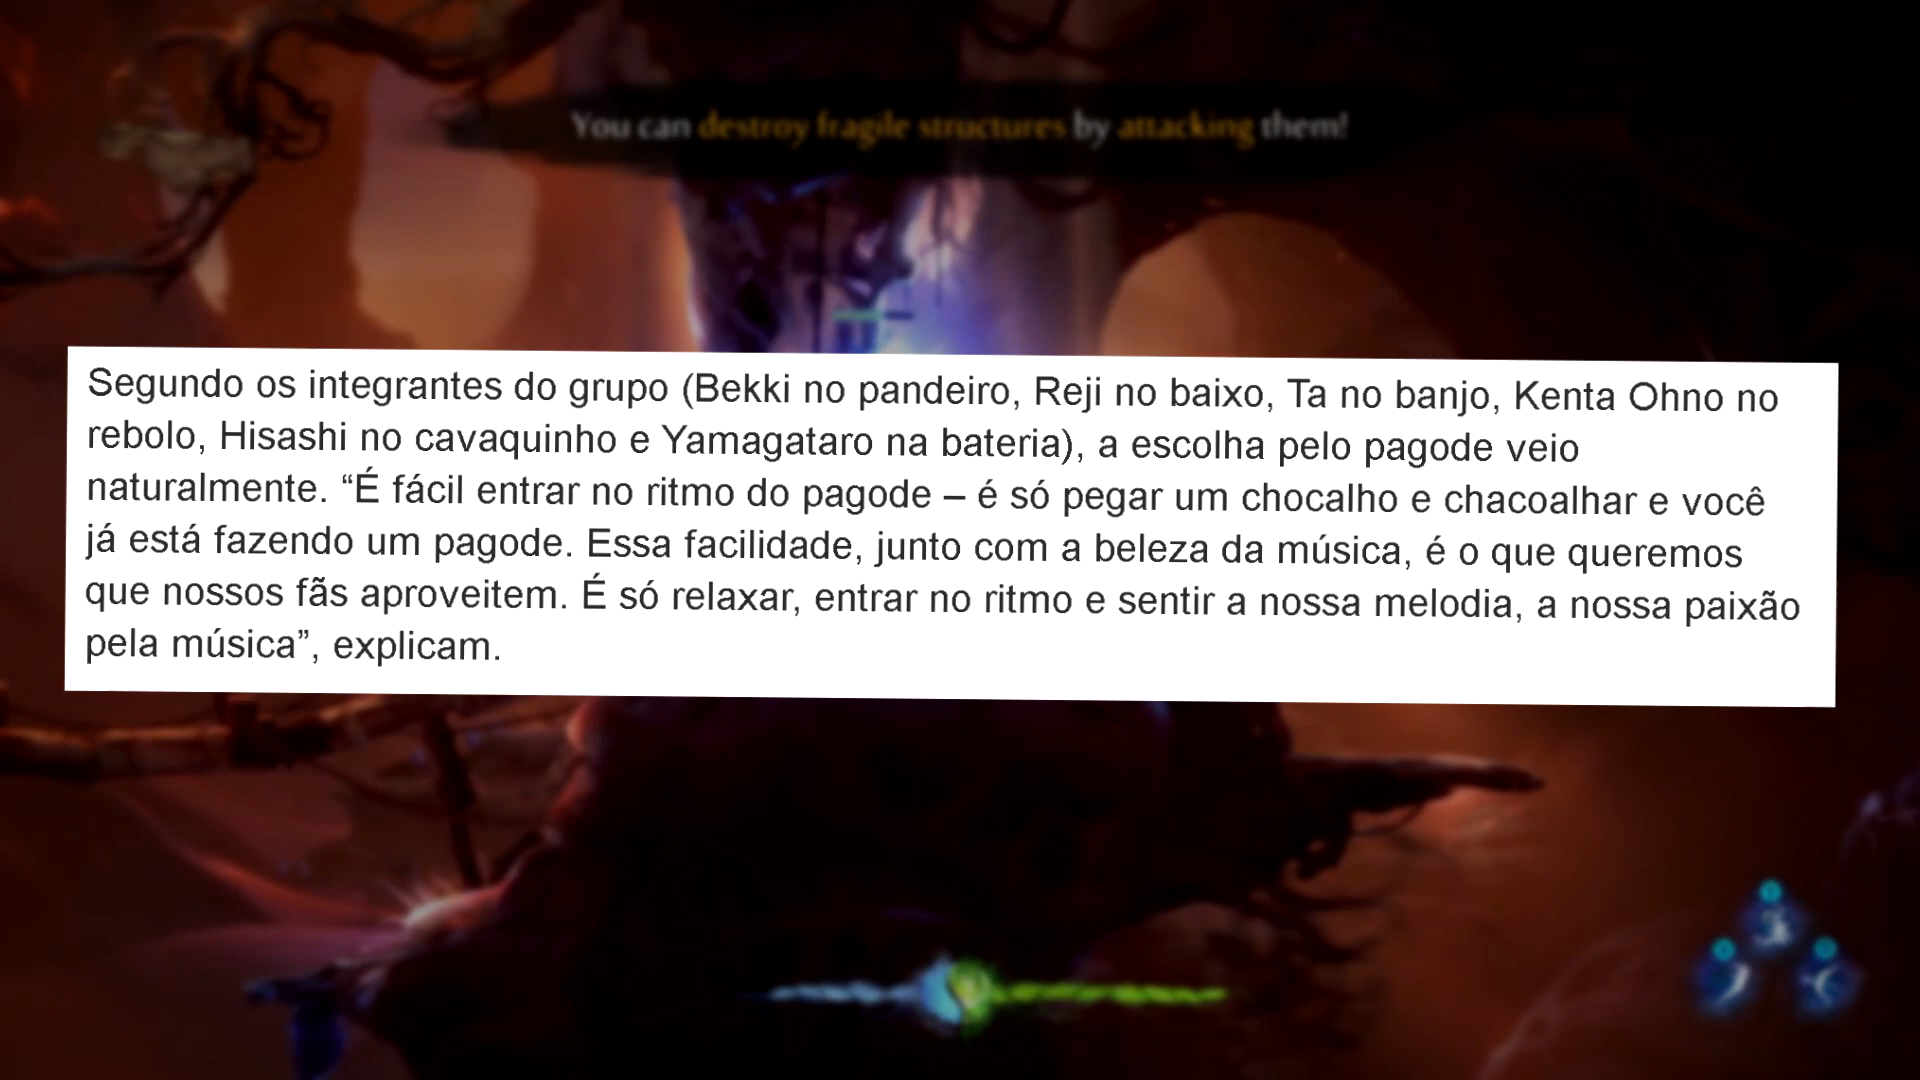 You can destroy fragile structures by attacking them!
Segundo os integrantes do grupo (Bekki no pandeiro, Reji no baixo, Ta no banjo, Kenta Ohno no
rebolo, Hisashi no cavaquinho e Yamagataro na bateria), a escolha pelo pagode veio
naturalmente. “É fácil entrar no ritmo do pagode – é só pegar um chocalho e chacoalhar e você
já está fazendo um pagode. Essa facilidade, junto com a beleza da música, é o que queremos
que nossos fãs aproveitem. É só relaxar, entrar no ritmo e sentir a nossa melodia, a nossa paixão
pela música”, explicam.